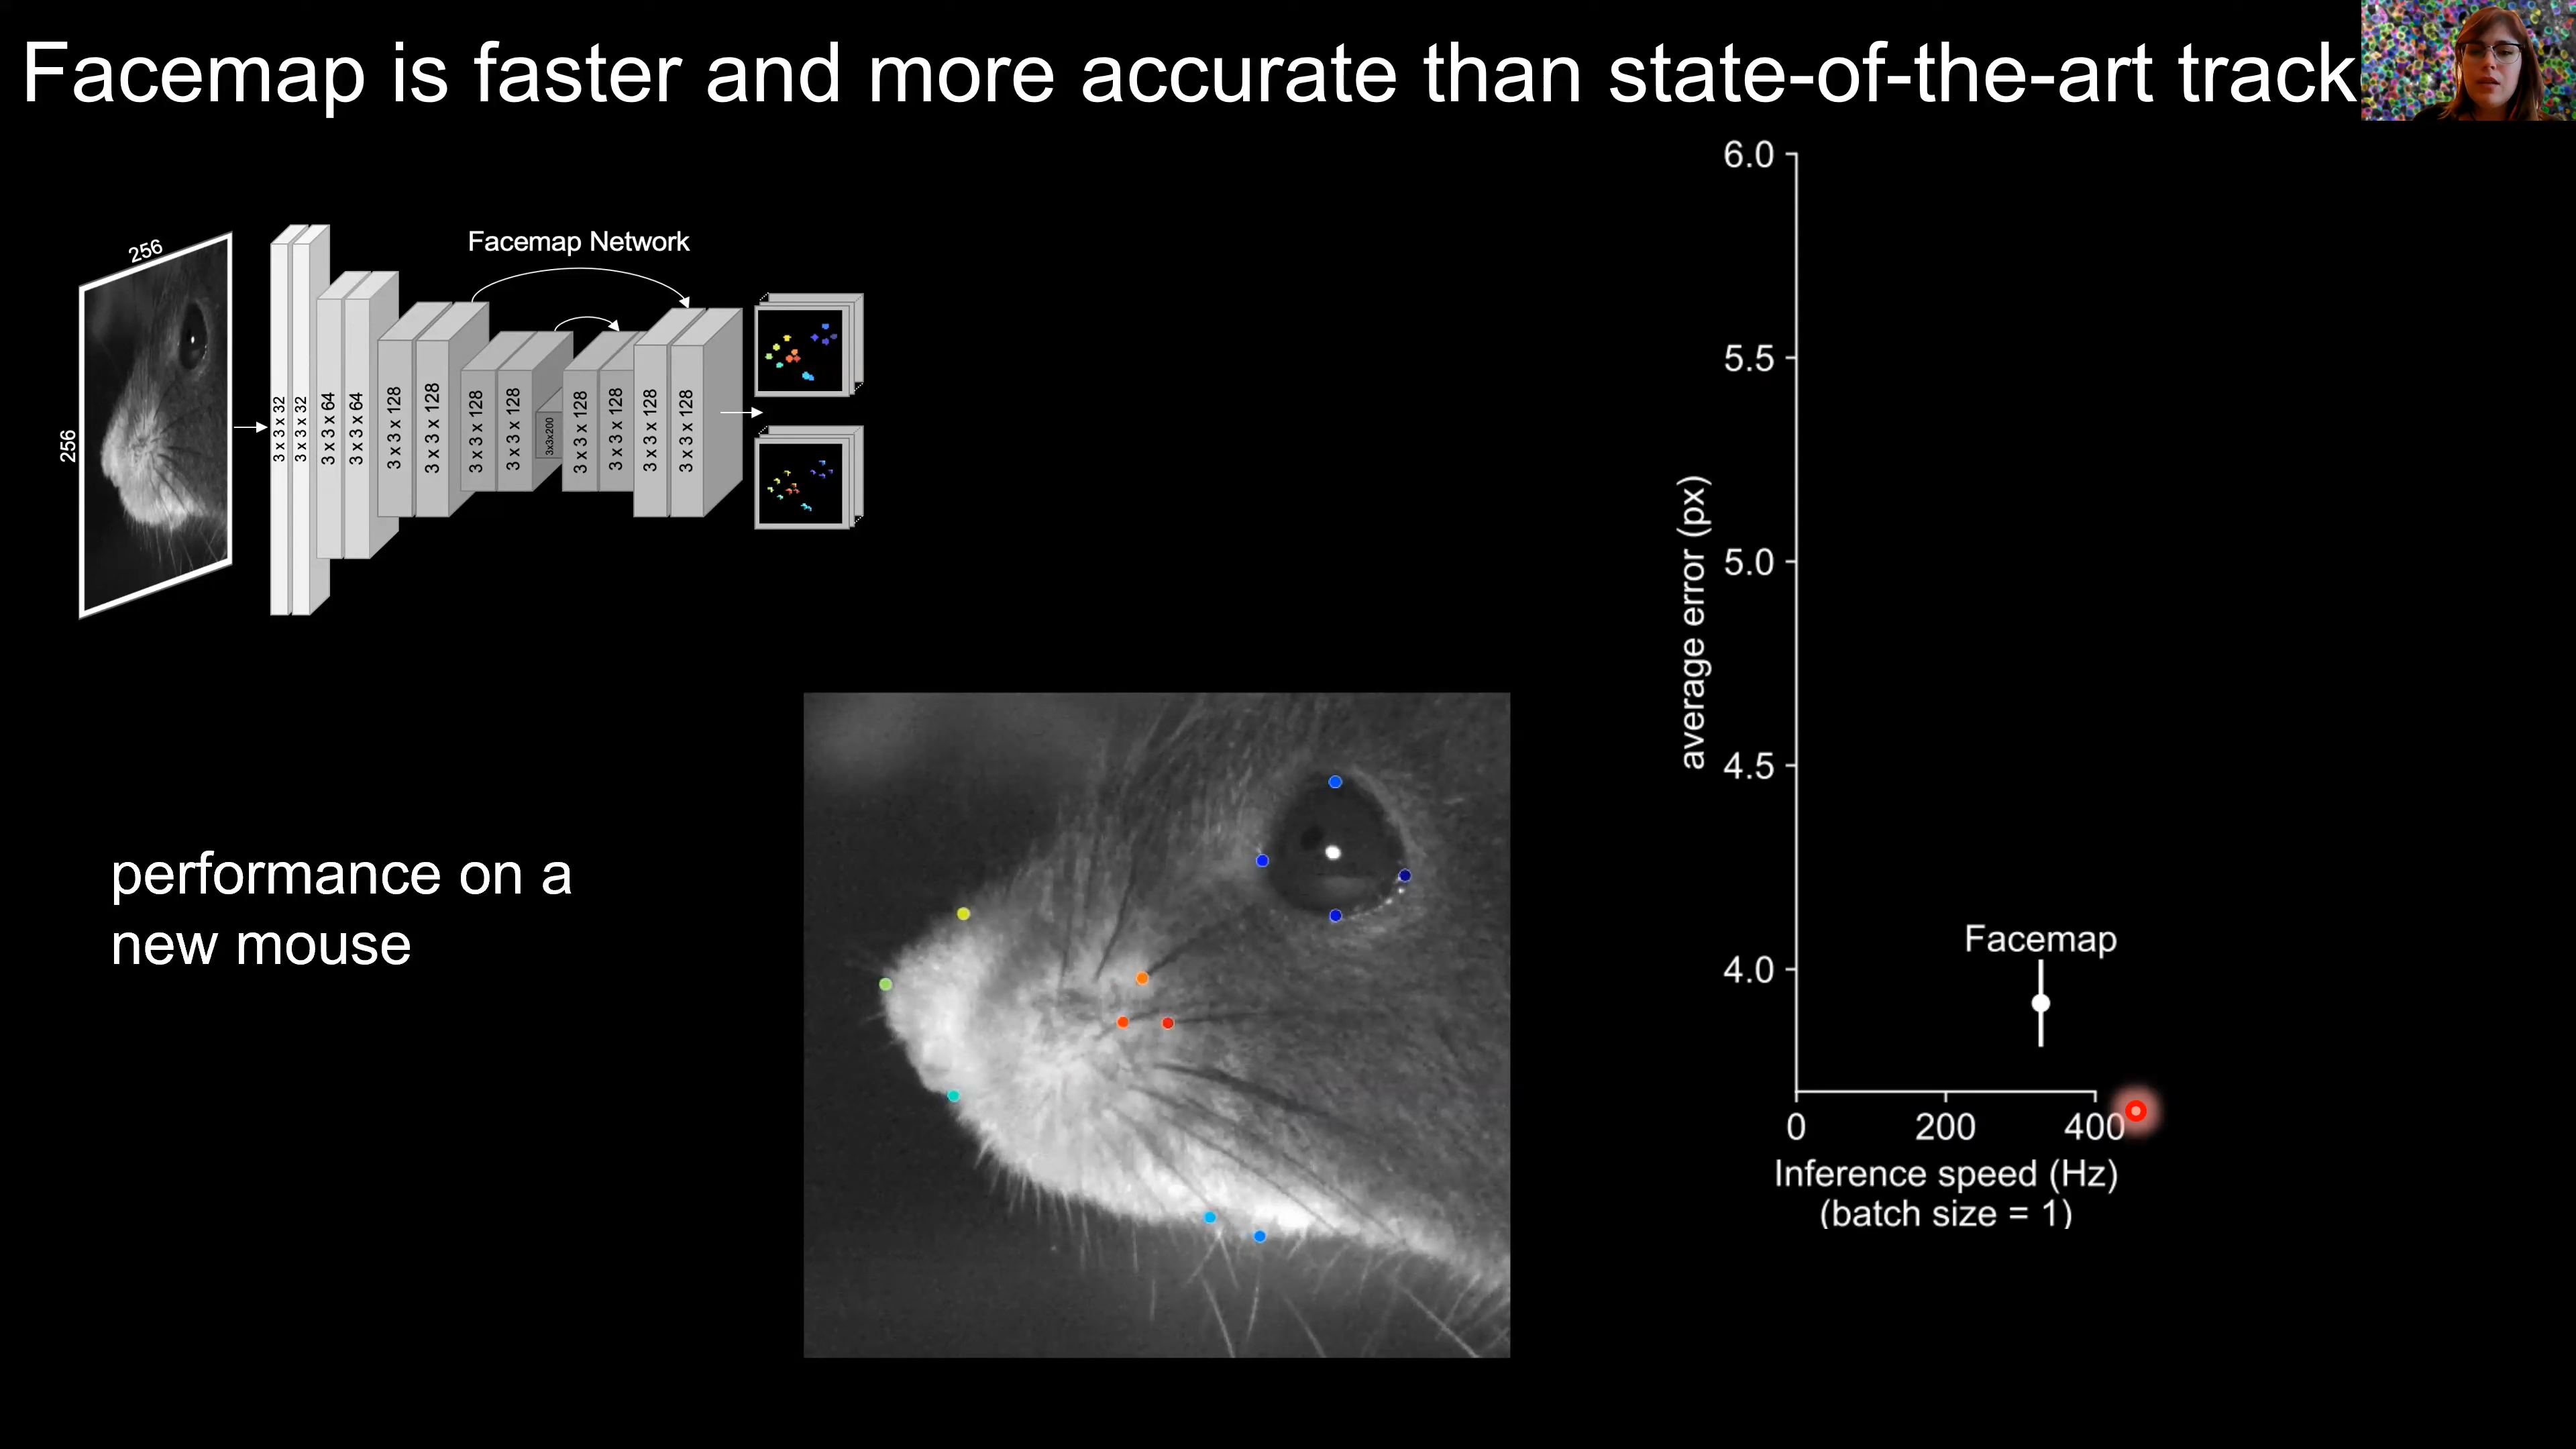 Facemap is faster and more accurate than state-of-the-art track
256
256
Facemap Network
3 x 3 x 32
3 x 3 x 32
3 x 3 x 64
3 x 3 x 64
3 x 3 x 128
3 x 3 x 128
3 x 3 x 128
3 x 3 x 128
3x3x200
3 x 3 x 128
3 x 3 x 128
3 x 3 x 128
3 x 3 x 128
performance on a
new mouse
average error (px)
6.0
5.5
5.0
4.5
4.0
Facemap
0
200
400
Inference speed (Hz)
(batch size = 1)